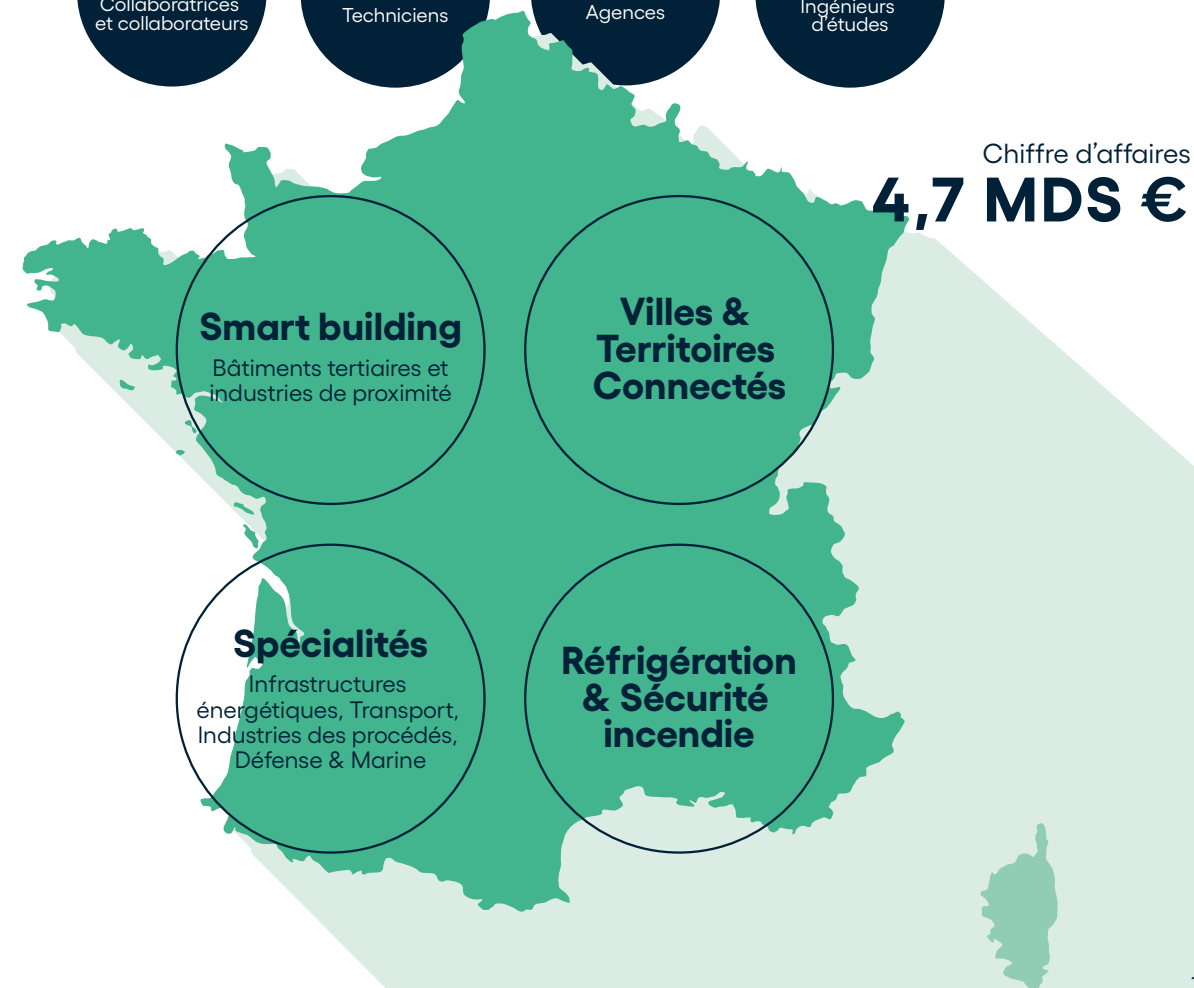 Collaboratrices
et collaborateurs
Techniciens
Agences
Ingénieurs
d'études
Chiffre d'affaires
4,7 MDS €
Smart building
Bâtiments tertiaires et
industries de proximité
Villes &
Territoires
Connectés
Spécialités
Infrastructures
énergétiques, Transport,
Industries des procédés,
Défense & Marine
Réfrigération
& Sécurité
incendie